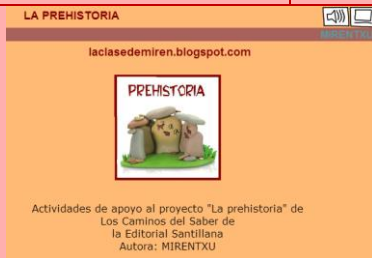 LA PREHISTORIA
MIRENTXU
laclasedemiren.blogspot.com
PREHISTORIA
Actividades de apoyo al proyecto "La prehistoria" de
Los Caminos del Saber de
la Editorial Santillana
Autora: MIRENTXU